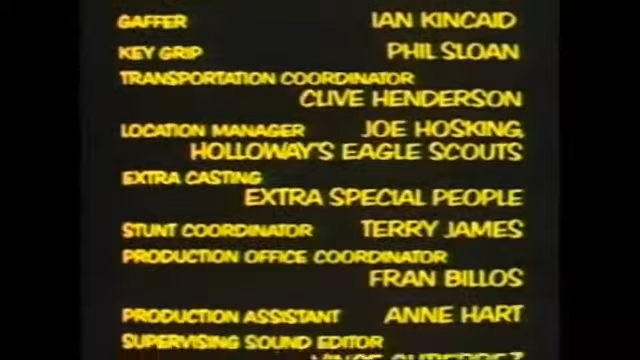 GAFFER IAN KINCAID
KEY GRIP PHIL SLOAN
TRANSPORTATION COORDINATOR
CLIVE HENDERSON
LOCATION MANAGER JOE HOSKING,
HOLLOWAY'S EAGLE SCOUTS
EXTRA CASTING
EXTRA SPECIAL PEOPLE
STUNT COORDINATOR TERRY JAMES
PRODUCTION OFFICE COORDINATOR
FRAN BILLOS
PRODUCTION ASSISTANT ANNE HART
SUPERVISING SOUND EDITOR